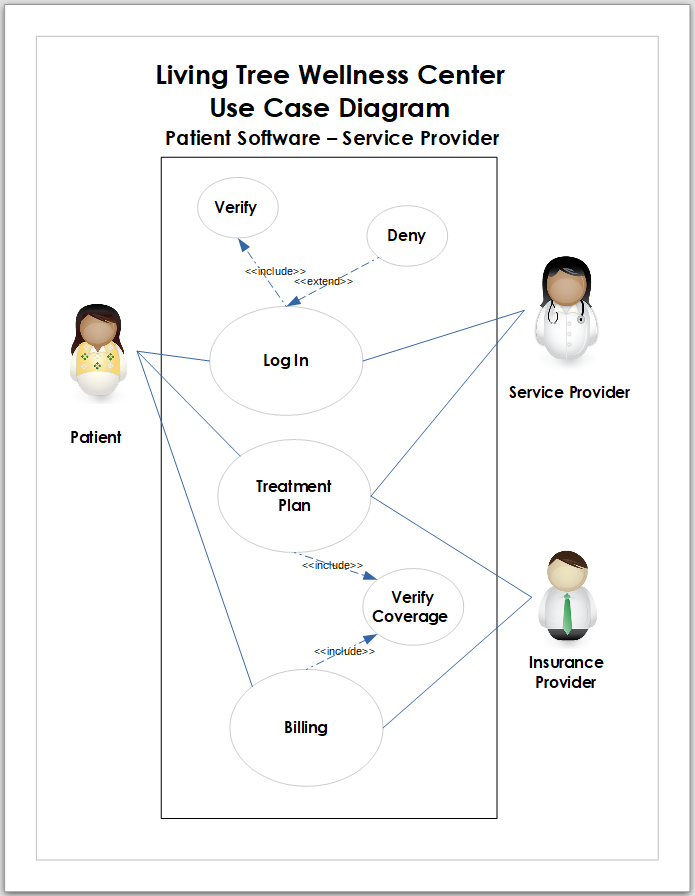 Living Tree Wellness Center
Use Case Diagram
Patient Software – Service Provider
Verify
Deny
<<include>>
<<extend>>
Log In
Service Provider
Patient
Treatment
Plan
<<include>>
Verify
Coverage
<<include>>
Insurance
Provider
Billing